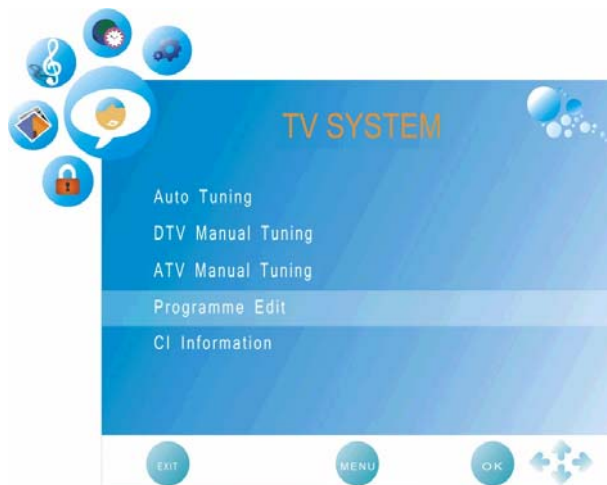 TV SYSTEM
Auto Tuning
DTV Manual Tuning
ATV Manual Tuning
Programme Edit
CI Information
EXIT MENU OK